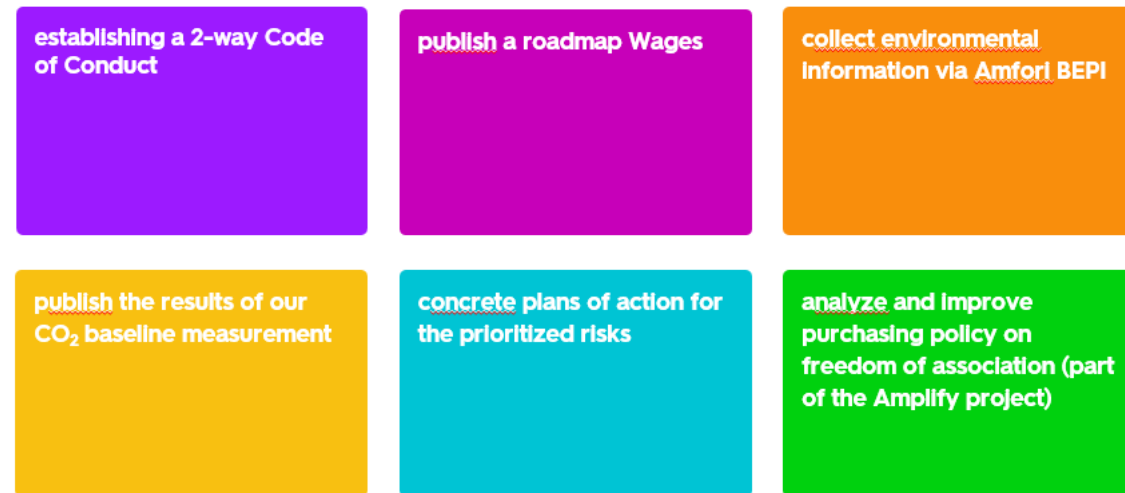 establishing a 2-way Code
of Conduct
publish a roadmap Wages
collect environmental
information via Amfori BEPI
publish the results of our
CO₂ baseline measurement
concrete plans of action for
the prioritized risks
analyze and improve
purchasing policy on
freedom of association (part
of the Amplify project)